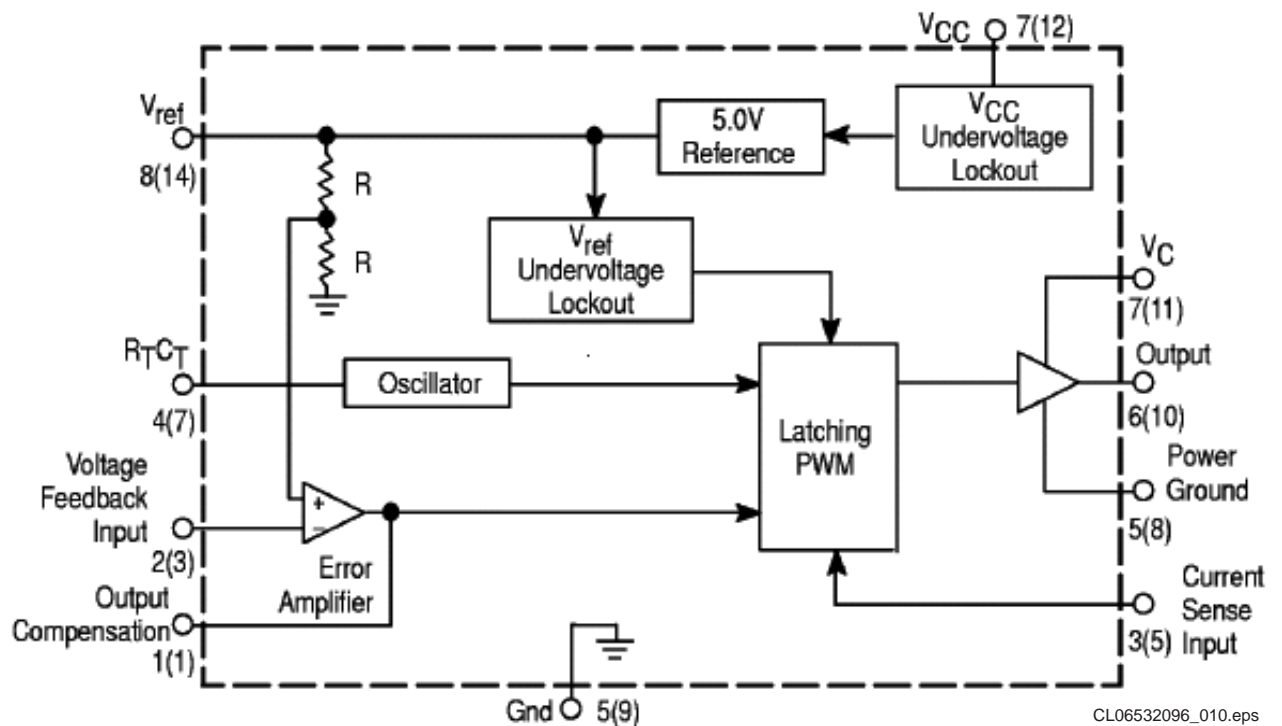 VCC 7(12)
Vref
8(14)
R
R
5.0V
Reference
VCC
Undervoltage
Lockout
Vref
Undervoltage
Lockout
VC
7(11)
RTCT
4(7)
Oscillator
Output
6(10)
Latching
PWM
Voltage
Feedback
Input
2(3)
+
−
Error
Amplifier
Power
Ground
5(8)
Output
Compensation
1(1)
Current
Sense
Input
3(5)
Gnd 5(9)
CL06532096_010.eps